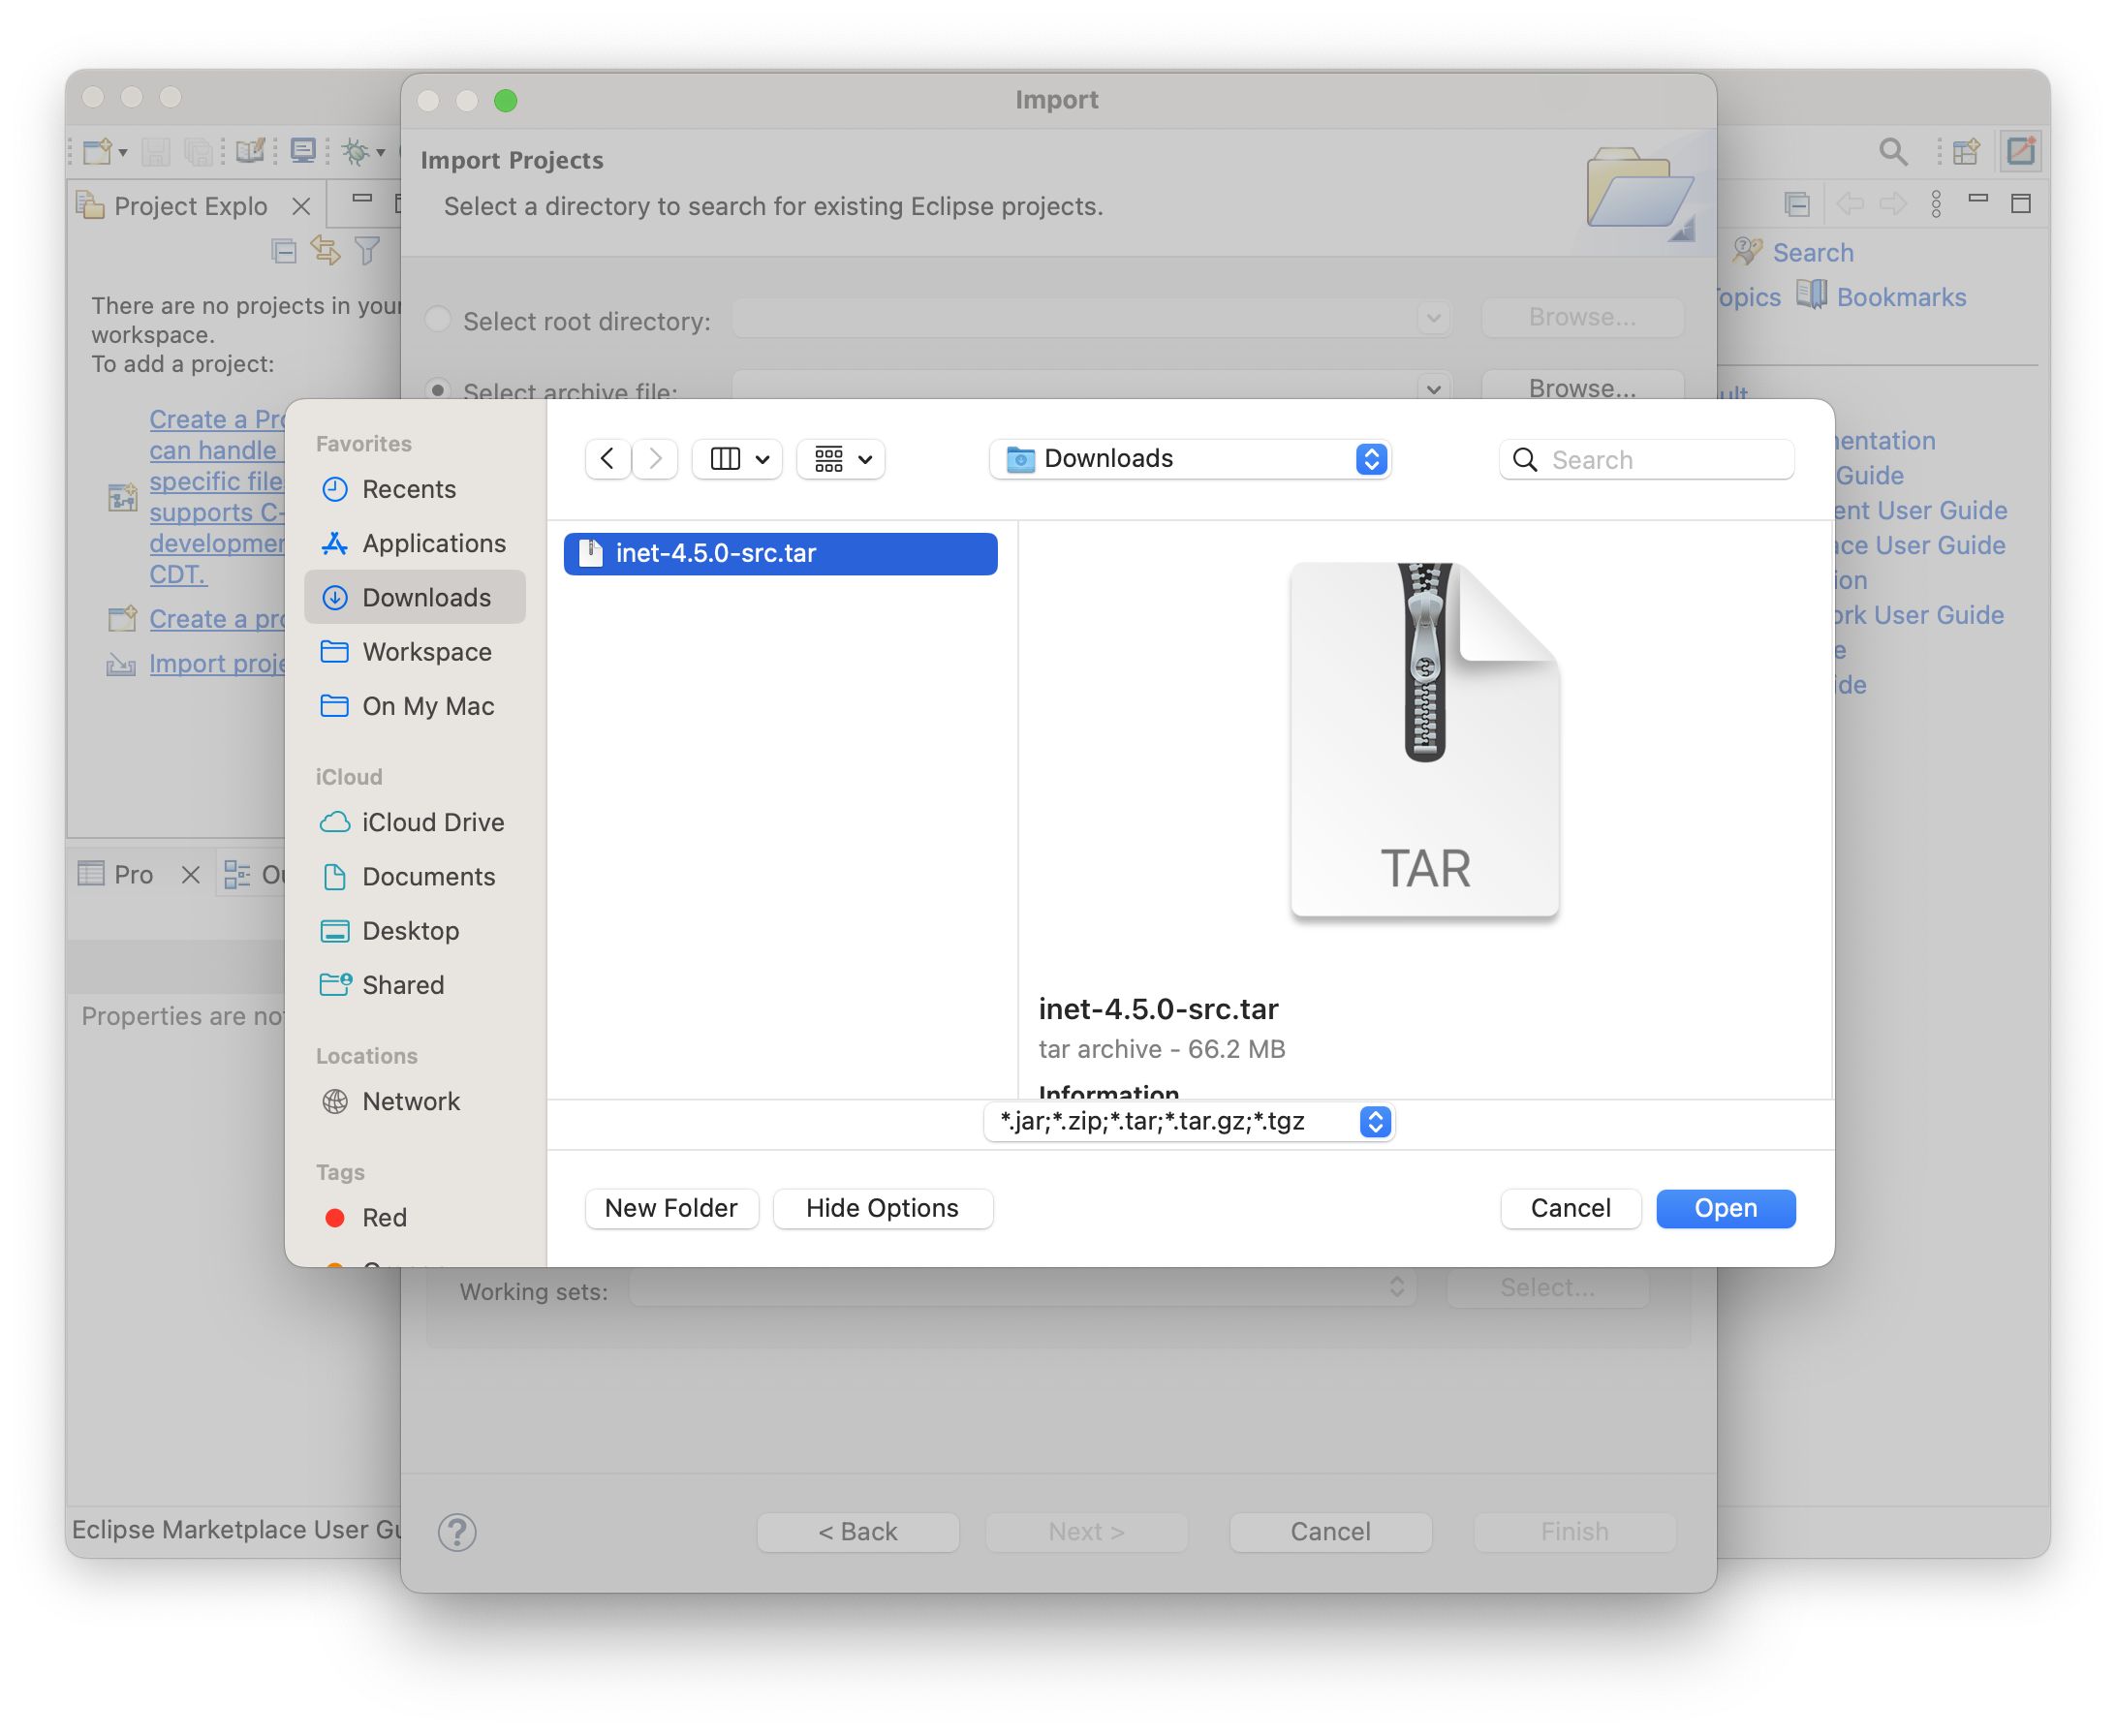 Import
Import Projects
Select a directory to search for existing Eclipse projects.
Project Explo
There are no projects in your
workspace.
To add a project:
Create a Pro
can handle
specific file
supports C-
developmen
CDT.
Create a pro
Import proje
Pro
Ou
Properties are no
Eclipse Marketplace User Gu
Select root directory:
Browse...
Select archive file:
Browse...
Search
Topics
Bookmarks
ult
entation
Guide
ent User Guide
ce User Guide
ion
rk User Guide
e
ide
Favorites
Recents
Applications
Downloads
Workspace
On My Mac
iCloud
iCloud Drive
Documents
Desktop
Shared
Locations
Network
Tags
Red
Downloads
Search
inet-4.5.0-src.tar
TAR
inet-4.5.0-src.tar
tar archive - 66.2 MB
Information
*.jar;*.zip;*.tar;*.tar.gz;*.tgz
New Folder
Hide Options
Cancel
Open
Working sets:
Select...
?
< Back
Next >
Cancel
Finish